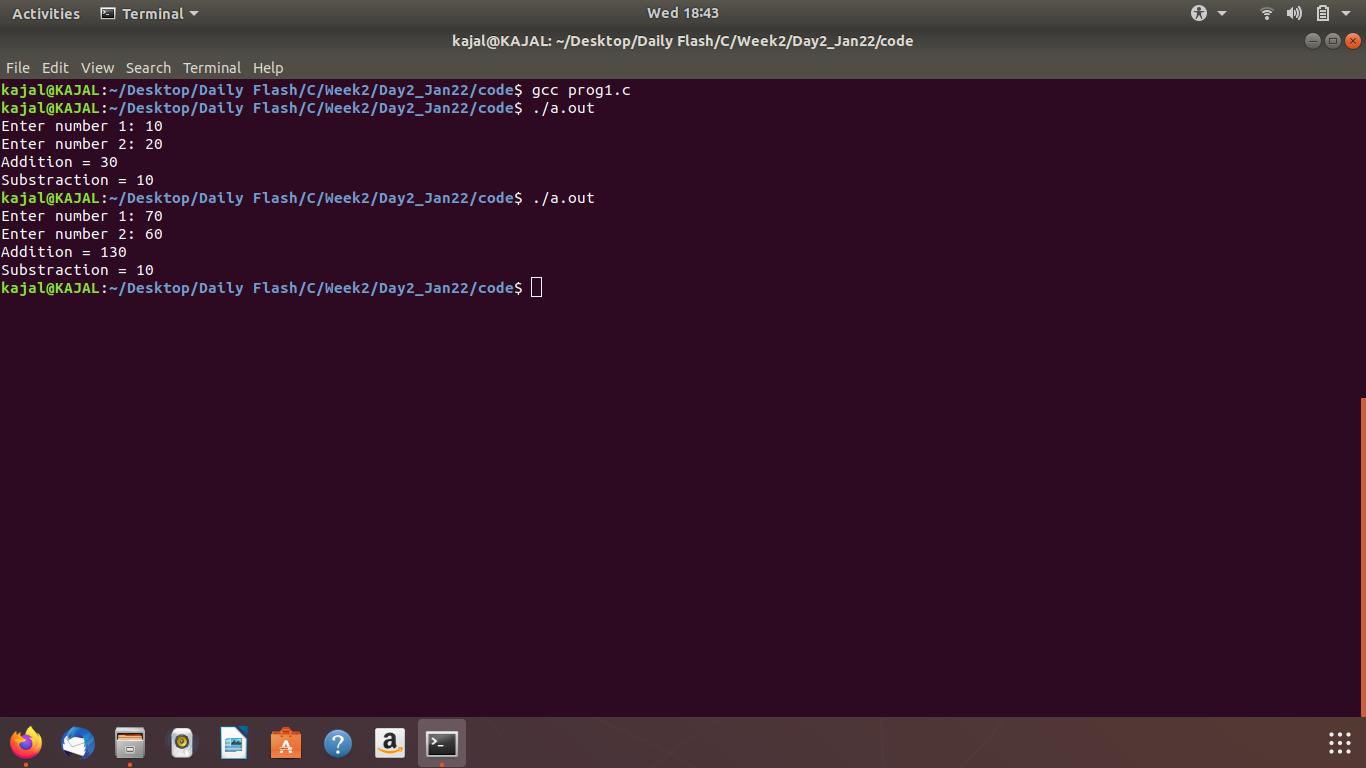 Activities Terminal Wed 18:43
kajal@KAJAL: ~/Desktop/Daily Flash/C/Week2/Day2_Jan22/code
File Edit View Search Terminal Help
kajal@KAJAL:~/Desktop/Daily Flash/C/Week2/Day2_Jan22/code$ gcc prog1.c
kajal@KAJAL:~/Desktop/Daily Flash/C/Week2/Day2_Jan22/code$ ./a.out
Enter number 1: 10
Enter number 2: 20
Addition = 30
Substraction = 10
kajal@KAJAL:~/Desktop/Daily Flash/C/Week2/Day2_Jan22/code$ ./a.out
Enter number 1: 70
Enter number 2: 60
Addition = 130
Substraction = 10
kajal@KAJAL:~/Desktop/Daily Flash/C/Week2/Day2_Jan22/code$